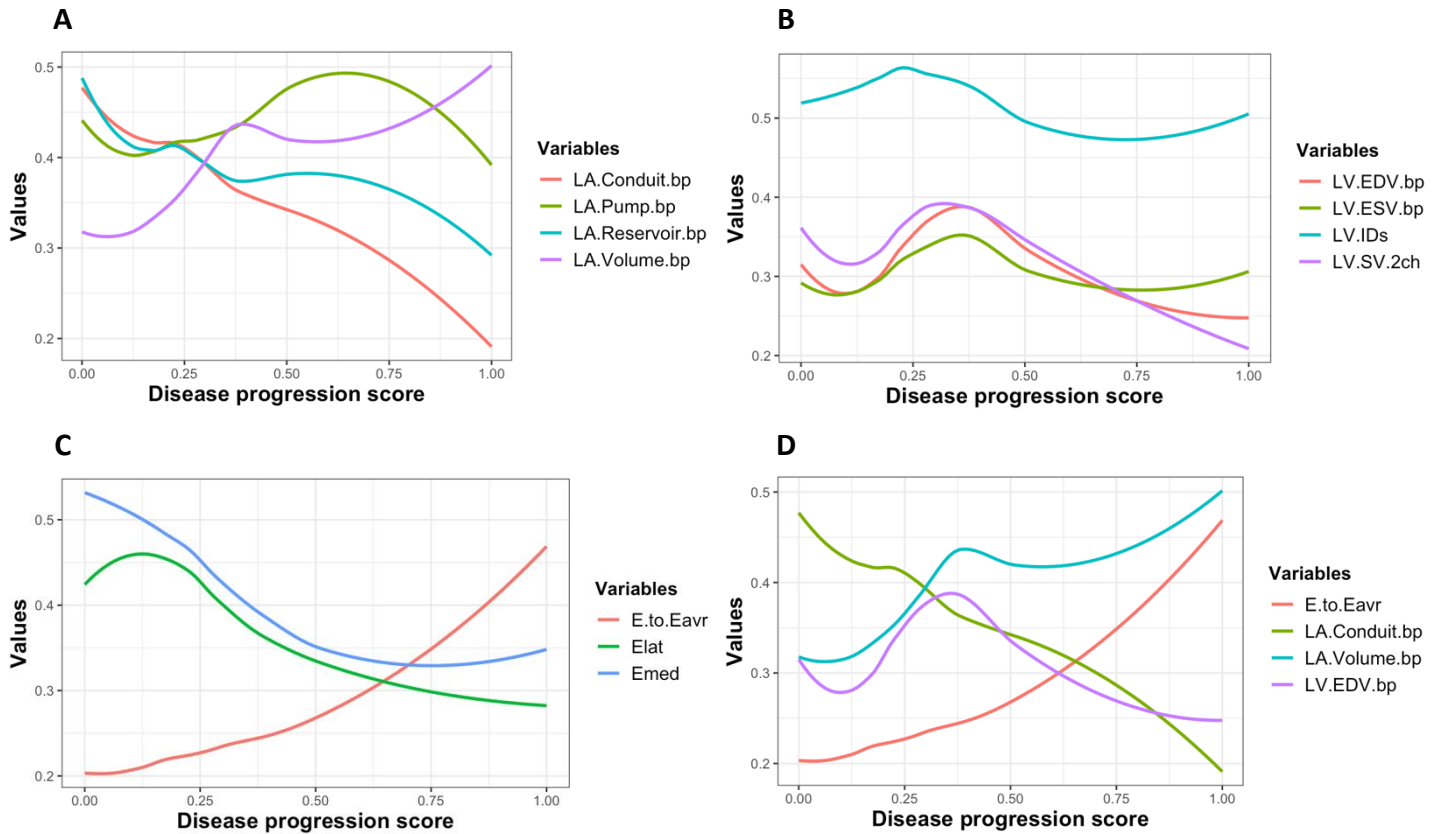 A
0.5
0.4
0.3
0.2
Values
0.00
0.25
0.50
0.75
1.00
Disease progression score
Variables
LA.Conduit.bp
LA.Pump.bp
LA.Reservoir.bp
LA.Volume.bp
B
0.5
0.4
0.3
0.2
Values
0.00
0.25
0.50
0.75
1.00
Disease progression score
Variables
LV.EDV.bp
LV.ESV.bp
LV.IDs
LV.SV.2ch
C
0.5
0.4
0.3
0.2
Values
0.00
0.25
0.50
0.75
1.00
Disease progression score
Variables
E.to.Eavr
Elat
Emed
D
0.5
0.4
0.3
0.2
Values
0.00
0.25
0.50
0.75
1.00
Disease progression score
Variables
E.to.Eavr
LA.Conduit.bp
LA.Volume.bp
LV.EDV.bp